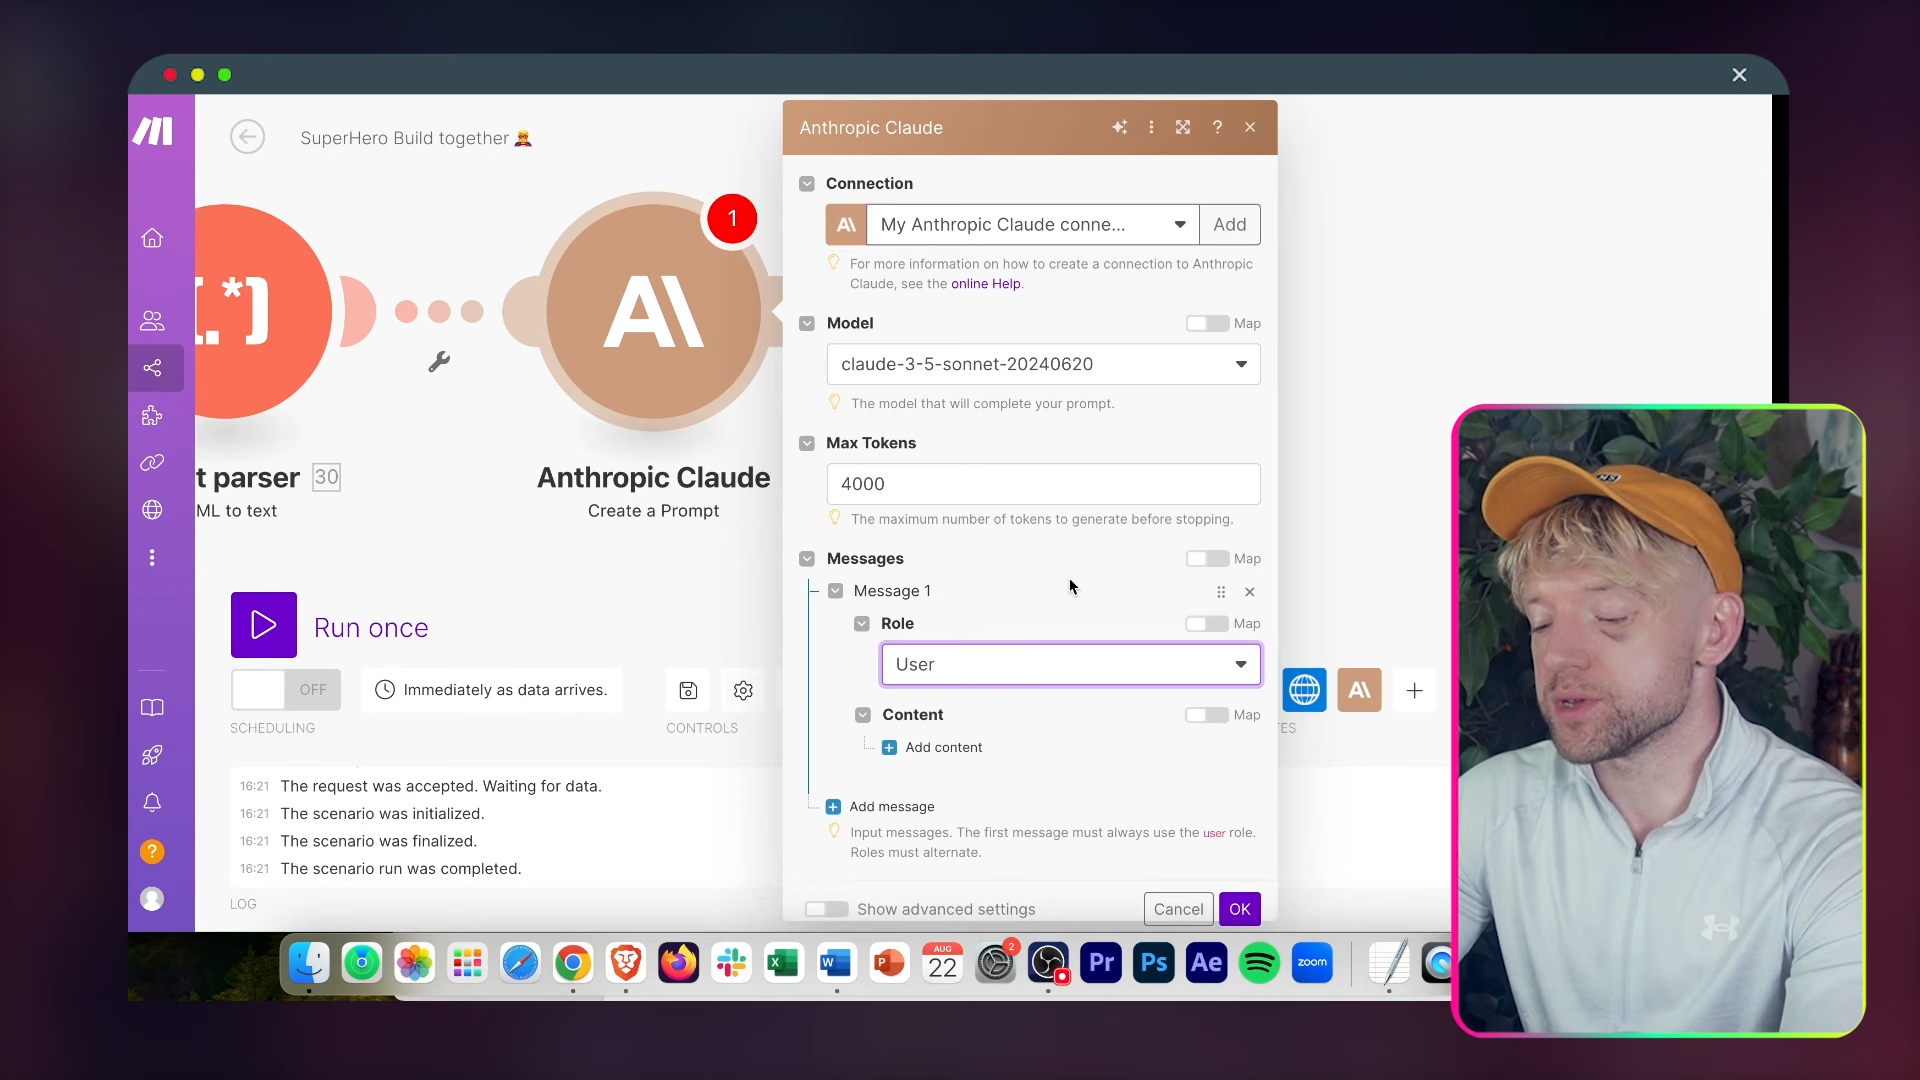 SuperHero Build together
Anthropic Claude
?
Connection
My Anthropic Claude conne...
Add
For more information on how to create a connection to Anthropic
Claude, see the online Help.
Model
Map
claude-3-5-sonnet-20240620
The model that will complete your prompt.
Max Tokens
4000
The maximum number of tokens to generate before stopping.
Messages
Map
Message 1
Role
Map
User
Content
Map
Add content
Add message
Input messages. The first message must always use the user role.
Roles must alternate.
Show advanced settings
Cancel
OK
1
t parser 30
ML to text
Anthropic Claude
Create a Prompt
Run once
OFF
Immediately as data arrives.
SCHEDULING
CONTROLS
ES
16:21 The request was accepted. Waiting for data.
16:21 The scenario was initialized.
16:21 The scenario was finalized.
16:21 The scenario run was completed.
LOG
?
AUG
22
2
Pr
Ps
Ae
zoom